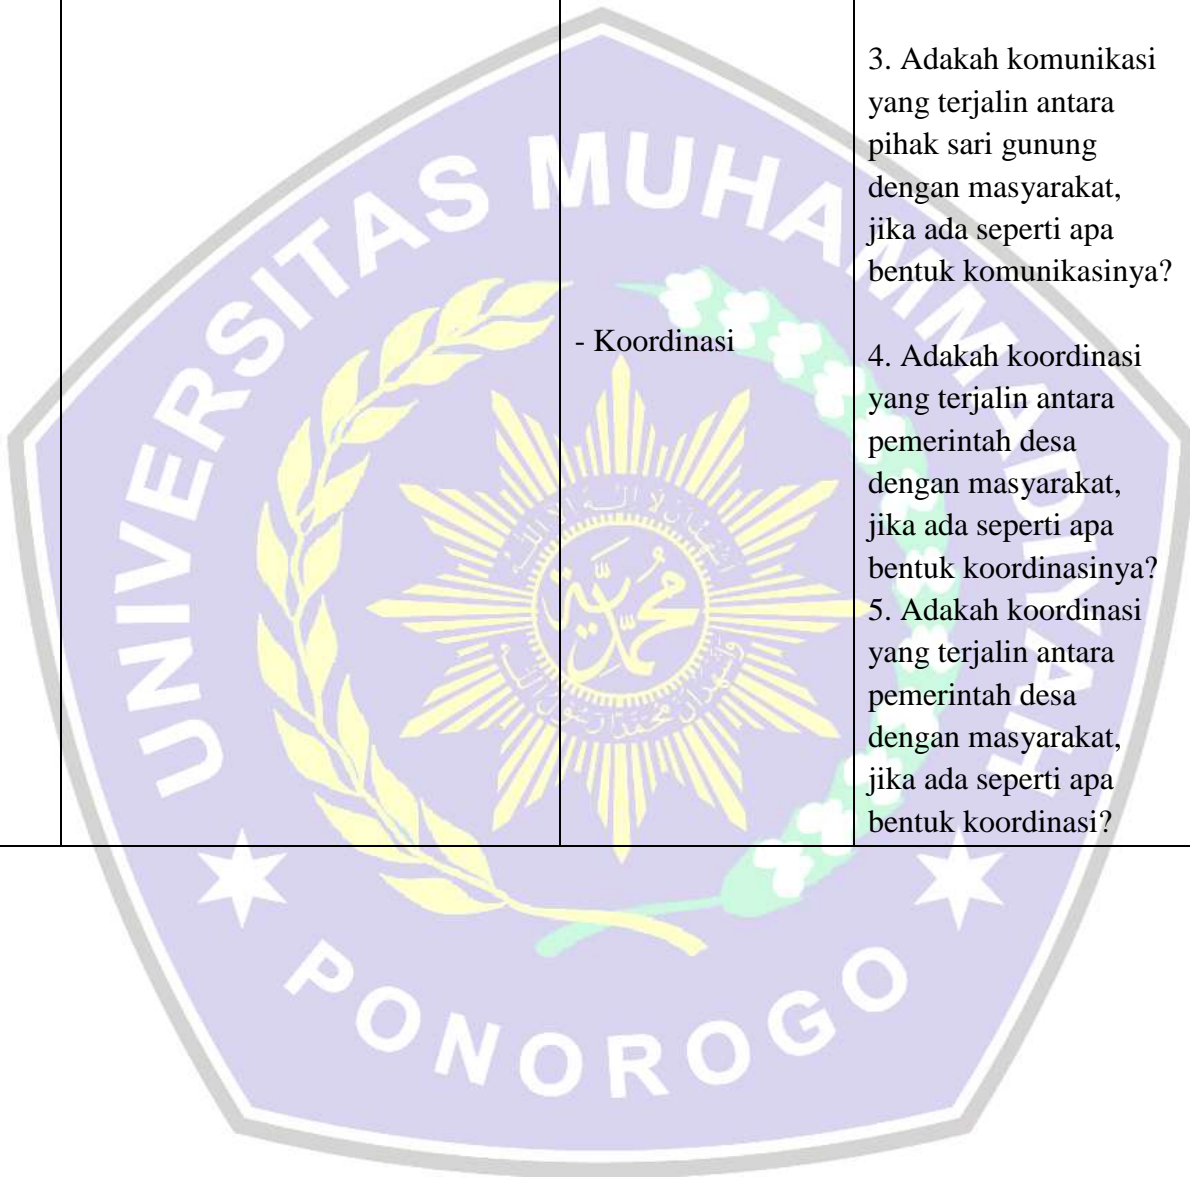 UNIVERSITAS MUHAMMADIYAH
PONOROGO
3. Adakah komunikasi
yang terjalin antara
pihak sari gunung
dengan masyarakat,
jika ada seperti apa
bentuk komunikasinya?
- Koordinasi
4. Adakah koordinasi
yang terjalin antara
pemerintah desa
dengan masyarakat,
jika ada seperti apa
bentuk koordinasinya?
5. Adakah koordinasi
yang terjalin antara
pemerintah desa
dengan masyarakat,
jika ada seperti apa
bentuk koordinasi?
محمدية